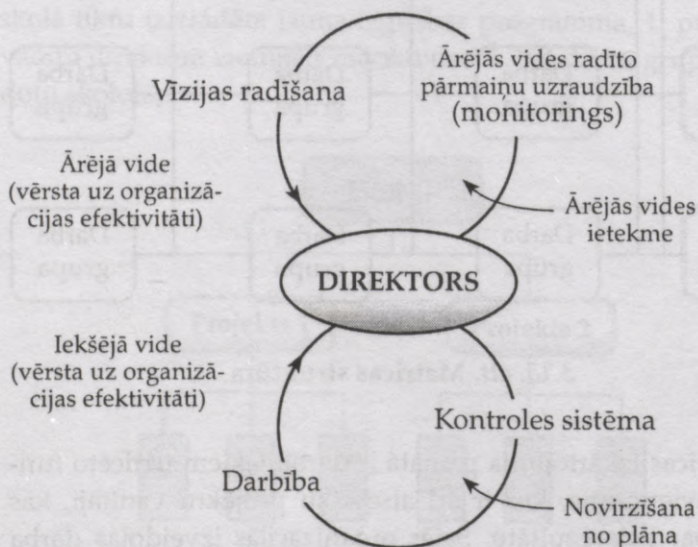 Vīzijas radīšana
Ārējās vides radīto
pārmaiņu uzraudzība
(monitorings)
Ārējā vide
(vērsta uz organizā-
cijas efektivitāti)
Ārējās vides
ietekme
DIREKTORS
Iekšējā vide
(vērsta uz organizā-
cijas efektivitāti)
Kontroles sistēma
Darbība
Novirzīšana
no plāna